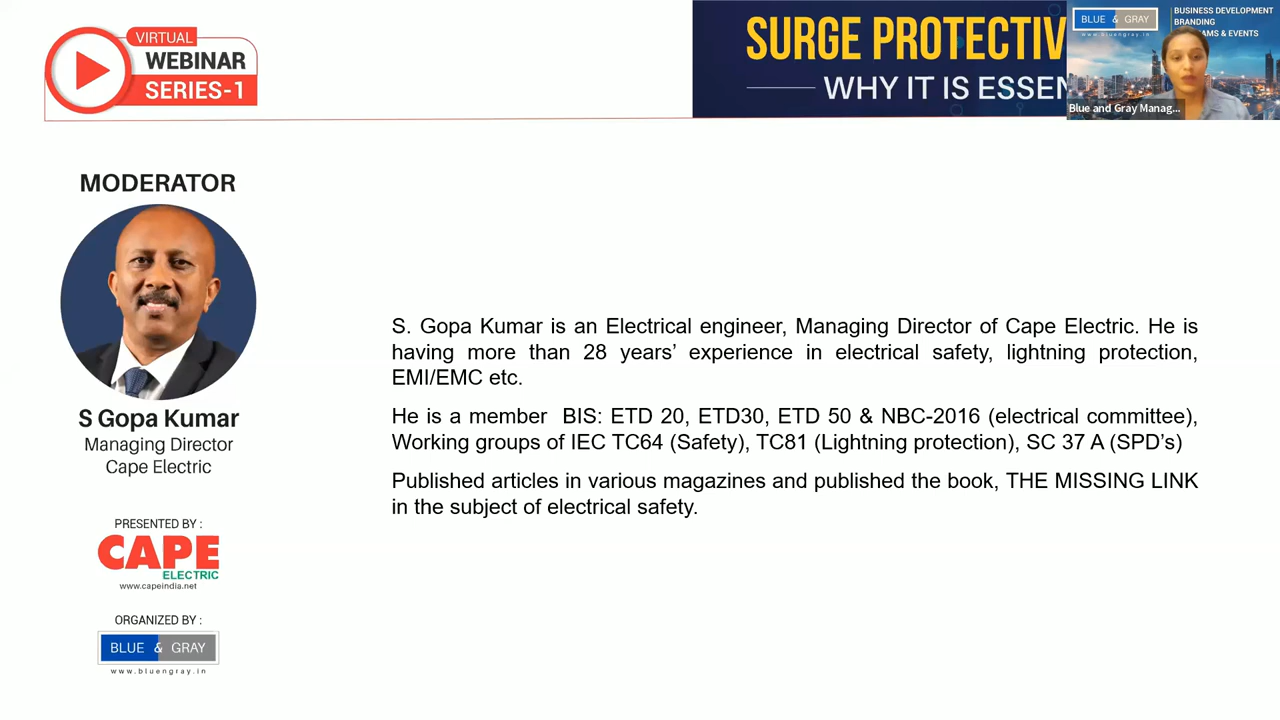 VIRTUAL
WEBINAR
SERIES-1
SURGE PROTECTIV
WHY IT IS ESSEN
BLUE & GRAY
www.bluengray.in
BUSINESS DEVELOPMENT
BRANDING
AMS & EVENTS
Blue and Gray Manag...
MODERATOR
S Gopa Kumar
Managing Director
Cape Electric
PRESENTED BY :
CAPE
ELECTRIC
www.capeindia.net
ORGANIZED BY :
BLUE & GRAY
www.bluengray.in
S. Gopa Kumar is an Electrical engineer, Managing Director of Cape Electric. He is
having more than 28 years’ experience in electrical safety, lightning protection,
EMI/EMC etc.
He is a member BIS: ETD 20, ETD30, ETD 50 & NBC-2016 (electrical committee),
Working groups of IEC TC64 (Safety), TC81 (Lightning protection), SC 37 A (SPD’s)
Published articles in various magazines and published the book, THE MISSING LINK
in the subject of electrical safety.